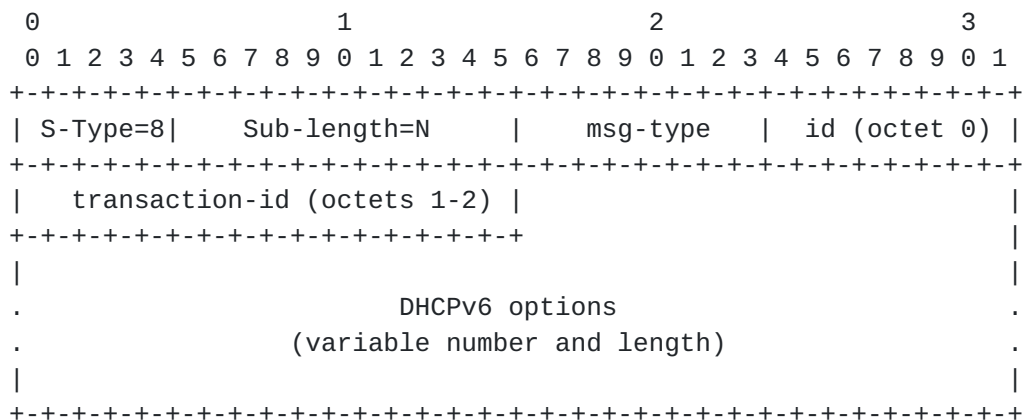 0                   1                   2                   3
 0 1 2 3 4 5 6 7 8 9 0 1 2 3 4 5 6 7 8 9 0 1 2 3 4 5 6 7 8 9 0 1
+-+-+-+-+-+-+-+-+-+-+-+-+-+-+-+-+-+-+-+-+-+-+-+-+-+-+-+-+-+-+-+-+
| S-Type=8|    Sub-length=N     |    msg-type   |  id (octet 0) |
+-+-+-+-+-+-+-+-+-+-+-+-+-+-+-+-+-+-+-+-+-+-+-+-+-+-+-+-+-+-+-+-+
|   transaction-id (octets 1-2) |                               |
+-+-+-+-+-+-+-+-+-+-+-+-+-+-+-+-+                               |
|                                                               |
.                        DHCPv6 options                         .
.                 (variable number and length)                  .
|                                                               |
+-+-+-+-+-+-+-+-+-+-+-+-+-+-+-+-+-+-+-+-+-+-+-+-+-+-+-+-+-+-+-+-+